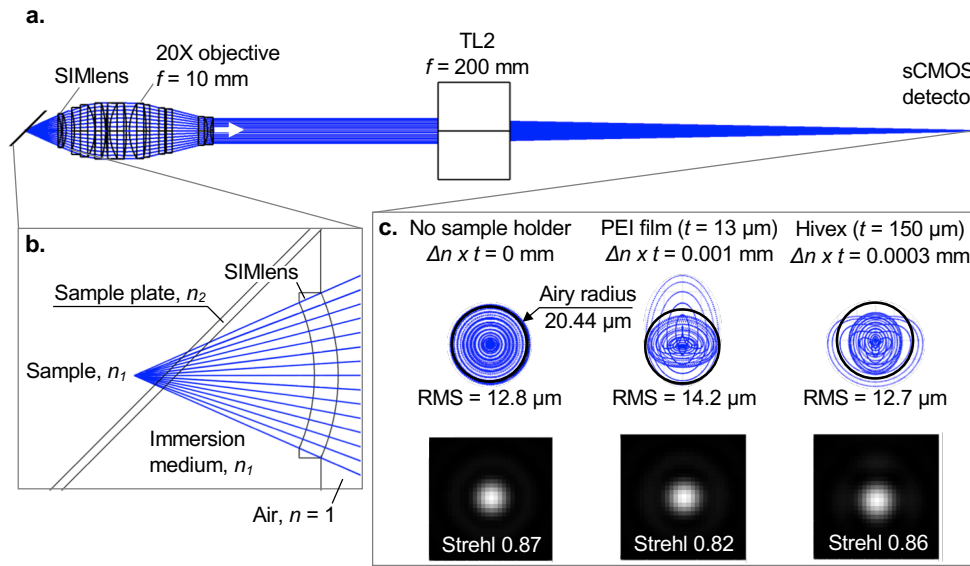 a.
SIMlens
20X objective
f = 10 mm
TL2
f = 200 mm
sCMOS
detecto
b.
SIMlens
Sample plate, n2
Sample, n1
Immersion
medium, n1
Air, n = 1
c.
No sample holder
Δn x t = 0 mm
PEI film (t = 13 µm)
Δn x t = 0.001 mm
Hivex (t = 150 µm)
Δn x t = 0.0003 mm
Airy radius
20.44 µm
RMS = 12.8 µm
RMS = 14.2 µm
RMS = 12.7 µm
Strehl 0.87
Strehl 0.82
Strehl 0.86